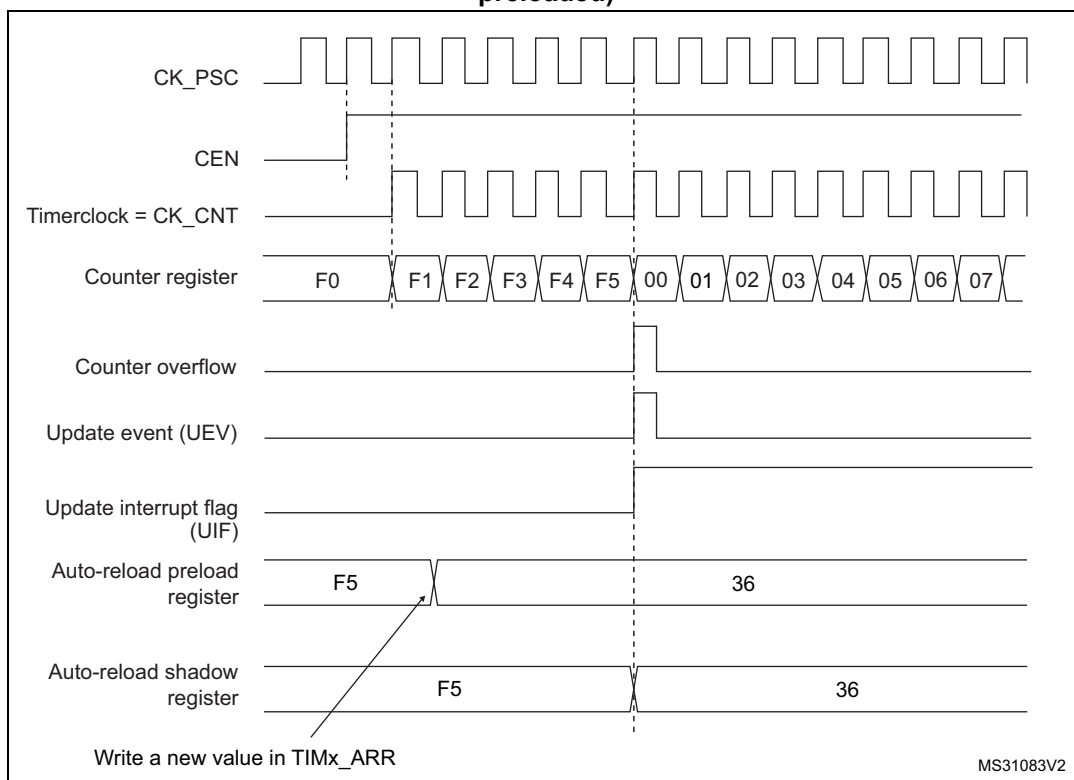 preloaded)
CK_PSC
CEN
Timerclock = CK_CNT
Counter register
F0 F1 F2 F3 F4 F5 00 01 02 03 04 05 06 07
Counter overflow
Update event (UEV)
Update interrupt flag
(UIF)
Auto-reload preload
register
F5 36
Auto-reload shadow
register
F5 36
Write a new value in TIMx_ARR
MS31083V2